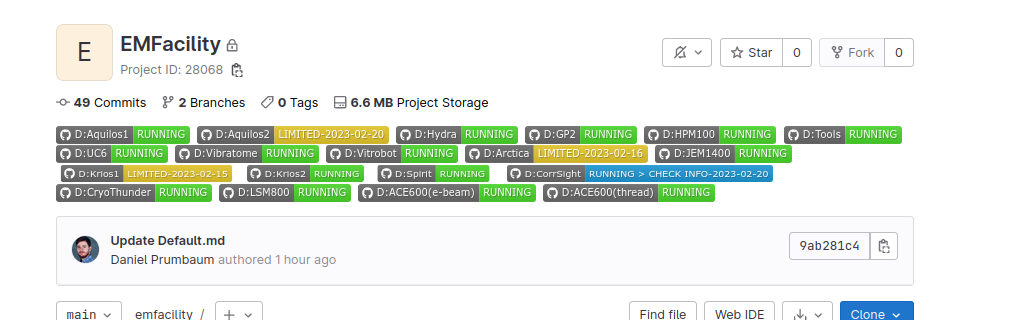 E
EMFacility
Project ID: 28068
Star 0
Fork 0
49 Commits 2 Branches 0 Tags 6.6 MB Project Storage
D:Aquilos1 RUNNING D:Aquilos2 LIMITED-2023-02-20 D:Hydra RUNNING D:GP2 RUNNING D:HPM100 RUNNING D:Tools RUNNING
D:UC6 RUNNING D:Vibratome RUNNING D:Vitrobot RUNNING D:Arctica LIMITED-2023-02-16 D:JEM1400 RUNNING
D:Krios1 LIMITED-2023-02-15 D:Krios2 RUNNING D:Spirit RUNNING D:CorrSight RUNNING > CHECK INFO-2023-02-20
D:CryoThunder RUNNING D:LSM800 RUNNING D:ACE600(e-beam) RUNNING D:ACE600(thread) RUNNING
Update Default.md
Daniel Prumbaum authored 1 hour ago
9ab281c4
main emfacility / + Find file Web IDE Clone